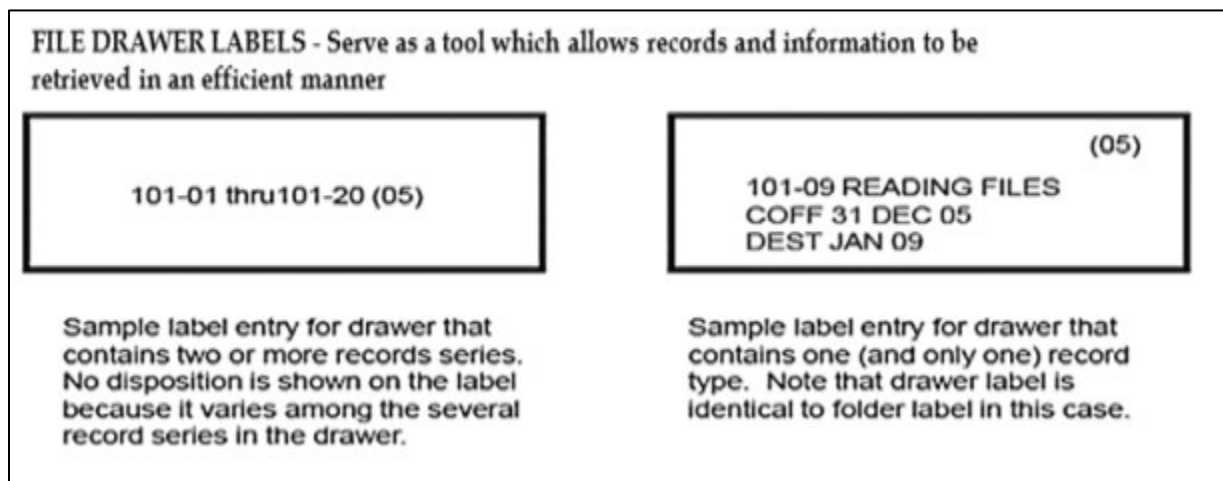 FILE DRAWER LABELS - Serve as a tool which allows records and information to be
retrieved in an efficient manner
101-01 thru101-20 (05)
Sample label entry for drawer that
contains two or more records series.
No disposition is shown on the label
because it varies among the several
record series in the drawer.
(05)
101-09 READING FILES
COFF 31 DEC 05
DEST JAN 09
Sample label entry for drawer that
contains one (and only one) record
type. Note that drawer label is
identical to folder label in this case.